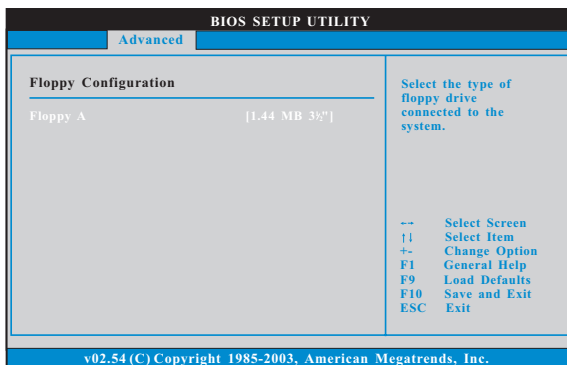 BIOS SETUP UTILITY
Advanced
Floppy Configuration
Floppy A [1.44 MB 3½"]
Select the type of
floppy drive
connected to the
system.
←→ Select Screen
↑↓ Select Item
+- Change Option
F1 General Help
F9 Load Defaults
F10 Save and Exit
ESC Exit
v02.54 (C) Copyright 1985-2003, American Megatrends, Inc.